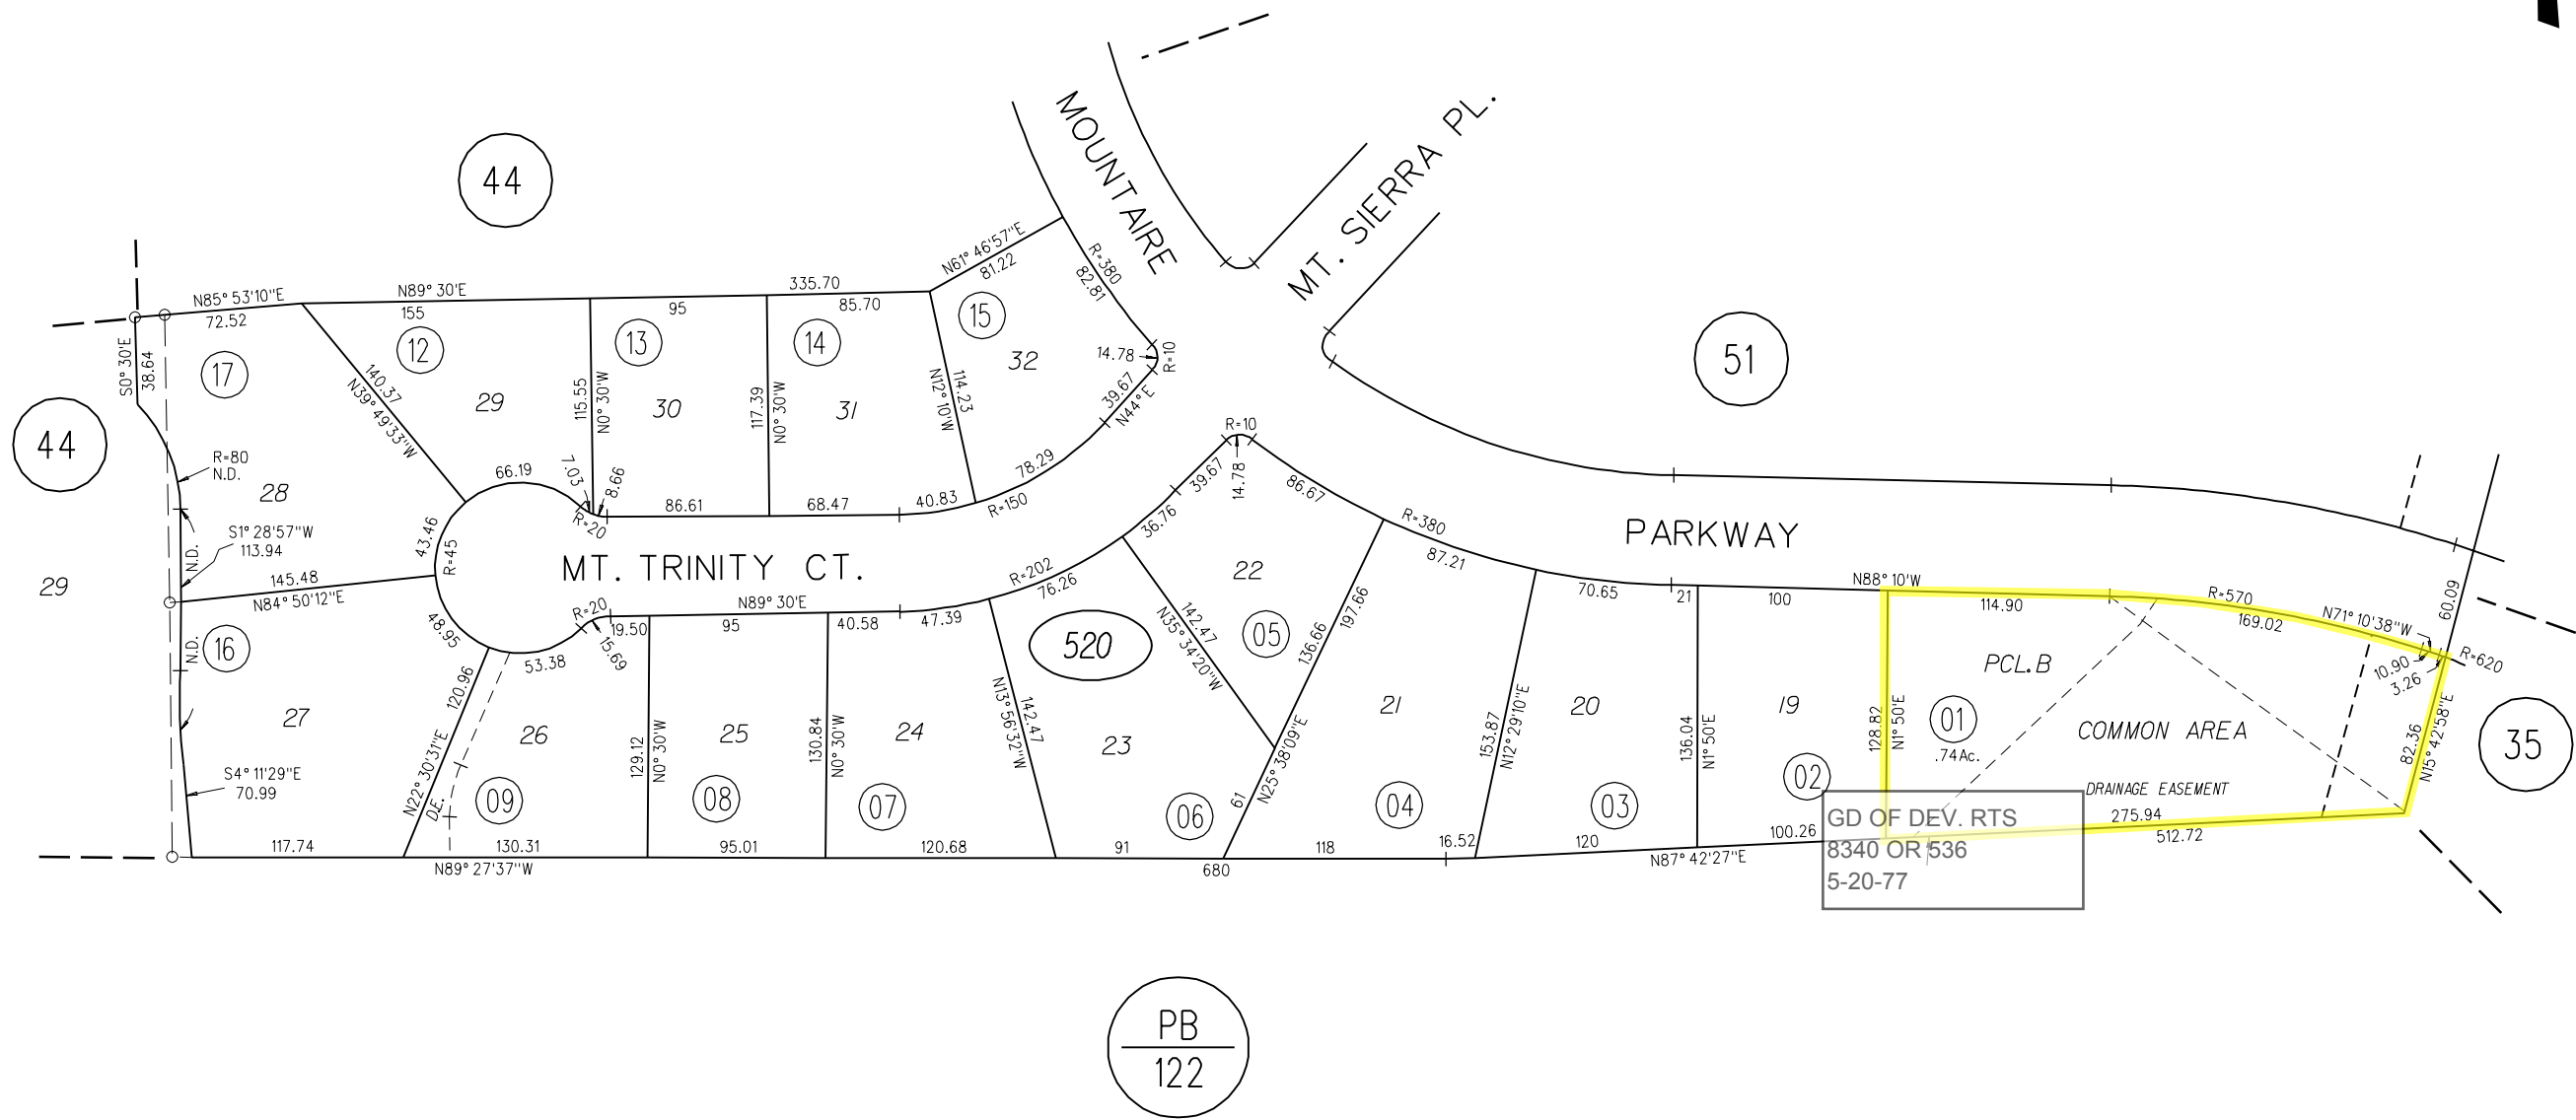 MOUNTAIRE
MT. SIERRA PL.
44
N61° 46'57"E
81.22
R=380
82.81
335.70
N85° 53'10"E
72.52
N89° 30'E
155
95
85.70
15
32
14.78
R=10
51
S0° 30'E
38.64
17
12
13
14
140.37
N39° 49'33"W
29
115.55
N0° 30'W
30
117.39
N0° 30'W
31
114.23
N12° 10'W
39.67
N44° E
44
R=80
N.D.
28
66.19
7.03
8.66
R=20
86.61
68.47
40.83
78.29
R=150
R=10
39.67
14.78
86.67
36.76
R=380
87.21
PARKWAY
S1° 28'57"W
113.94
N.D.
43.46
R=45
MT. TRINITY CT.
29
145.48
N84° 50'12"E
R=202
76.26
22
70.65
21
N88° 10'W
100
114.90
R=570
169.02
N71° 10'38"W
60.09
R=620
10.90
3.26
48.95
R=20
19.50
15.69
53.38
N89° 30'E
95
40.58
47.39
520
142.47
N35° 34'20"W
05
136.66
197.66
N.D.
16
27
120.96
N22° 30'31"E
D.E.
26
09
129.12
N0° 30'W
25
08
130.84
N0° 30'W
24
07
N13° 56'32"W
142.47
23
06
61
N25° 38'09"E
21
04
153.87
N12° 29'10"E
20
03
136.04
N1° 50'E
19
02
128.82
N1° 50'E
PCL.B
01
.74Ac.
COMMON AREA
DRAINAGE EASEMENT
82.36
N15° 42'58"E
35
S4° 11'29"E
70.99
117.74
130.31
95.01
120.68
91
118
16.52
120
100.26
275.94
N89° 27'37"W
680
N87° 42'27"E
512.72
GD OF DEV. RTS
8340 OR 536
5-20-77
PB
122